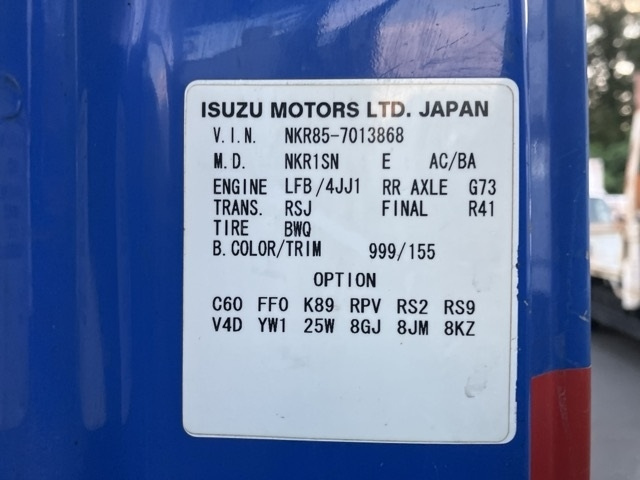 ISUZU MOTORS LTD. JAPAN
V.I.N. NKR85-7013868
M.D. NKR1SN E AC/BA
ENGINE LFB/4JJ1 RR AXLE G73
TRANS. RSJ FINAL R41
TIRE BWQ
B.COLOR/TRIM 999/155
OPTION
C60 FF0 K89 RPV RS2 RS9
V4D YW1 25W 8GJ 8JM 8KZ